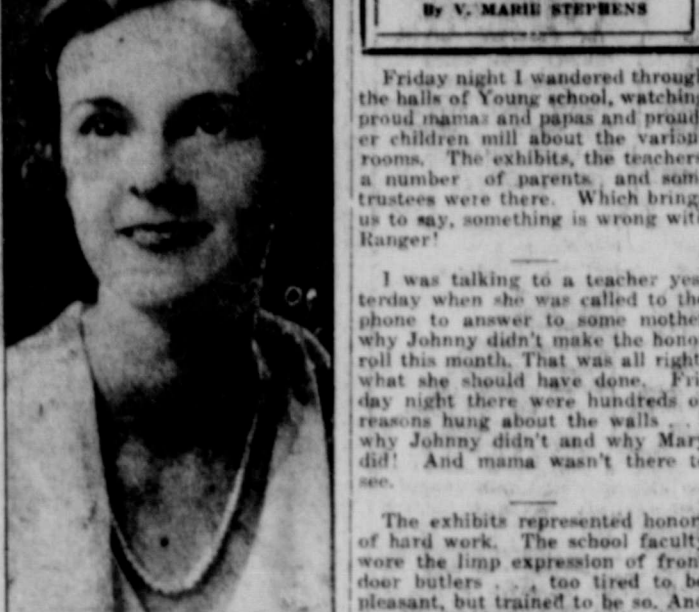 By V. MARIE STEPHENS
Friday night I wandered throug
the halls of Young school, watching
proud mamas and papas and proud
er children mill about the variou
rooms. The exhibits, the teachers
a number of parents and som
trustees were there. Which bring
us to say, something is wrong wit
Ranger!
I was talking to a teacher yes
terday when she was called to th
phone to answer to some mothe
why Johnny didn't make the hono
roll this month. That was all right
what she should have done. Fri
day night there were hundreds o
reasons hung about the walls . .
why Johnny didn't and why Mary
did! And mama wasn't there t
see.
The exhibits represented honor
of hard work. The school facult
wore the limp expression of fron
door butlers . . . too tired to b
pleasant, but trained to be so. And